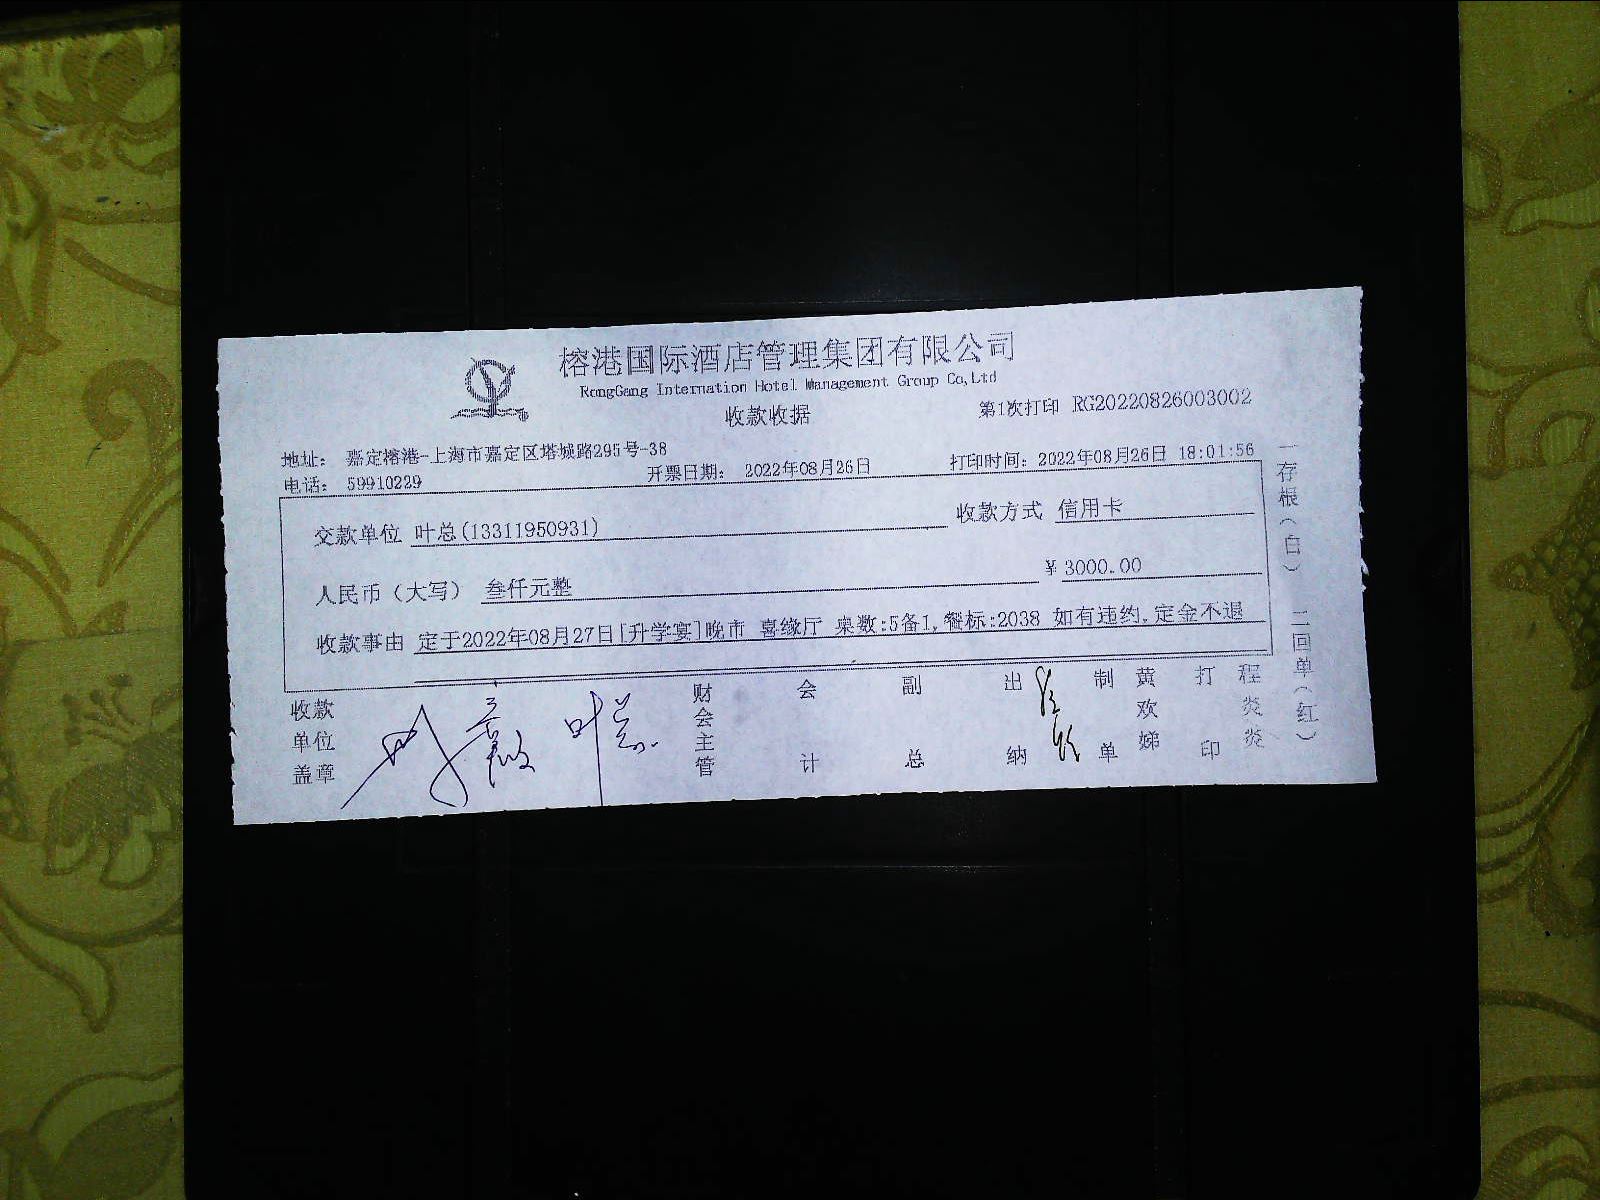 榕港国际酒店管理集团有限公司
RongGang Internation Hotel Management Group Co,Ltd
收款收据
第1次打印 RG20220826003002
地址: 嘉定榕港-上海市嘉定区塔城路295号-38
电话: 59910229
开票日期: 2022年08月26日
打印时间: 2022年08月26日 18:01:56
交款单位 叶总(13311950931)
收款方式 信用卡
人民币（大写） 叁仟元整
¥ 3000.00
收款事由 定于2022年08月27日[升学宴]晚市 喜缘厅 桌数:5备1,餐标:2038 如有违约,定金不退
收款单位盖章
叶总
财会主管
会计
副总
出纳
制单
黄欢娣
打印
程炎炎
一存根（白） 二回单（红）